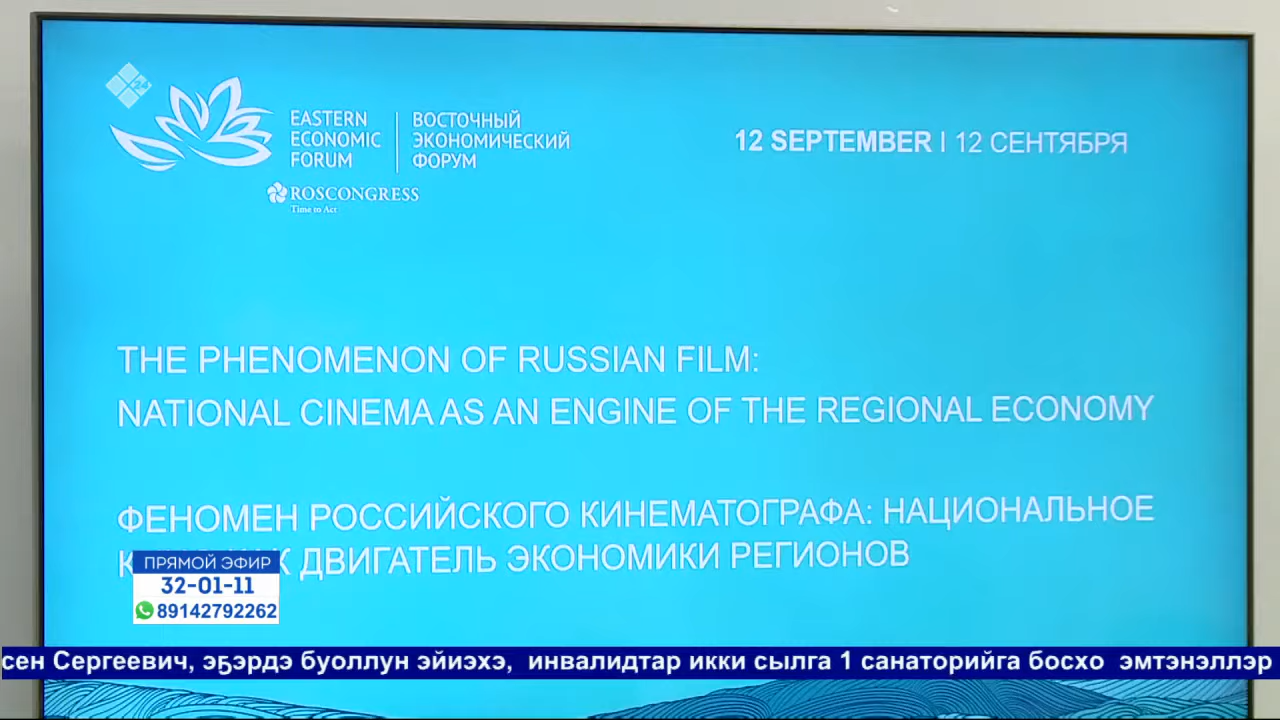 24
EASTERN
ECONOMIC
FORUM
ВОСТОЧНЫЙ
ЭКОНОМИЧЕСКИЙ
ФОРУМ
ROSCONGRESS
Time to Act
12 SEPTEMBER | 12 СЕНТЯБРЯ
THE PHENOMENON OF RUSSIAN FILM:
NATIONAL CINEMA AS AN ENGINE OF THE REGIONAL ECONOMY
ФЕНОМЕН РОССИЙСКОГО КИНЕМАТОГРАФА: НАЦИОНАЛЬНОЕ
ДВИГАТЕЛЬ ЭКОНОМИКИ РЕГИОНОВ
ПРЯМОЙ ЭФИР
32-01-11
89142792262
сен Сергеевич, эҕэрдэ буоллун эйиэхэ, инвалидтар икки сылга 1 санаторийга босхо эмтэнэллэр